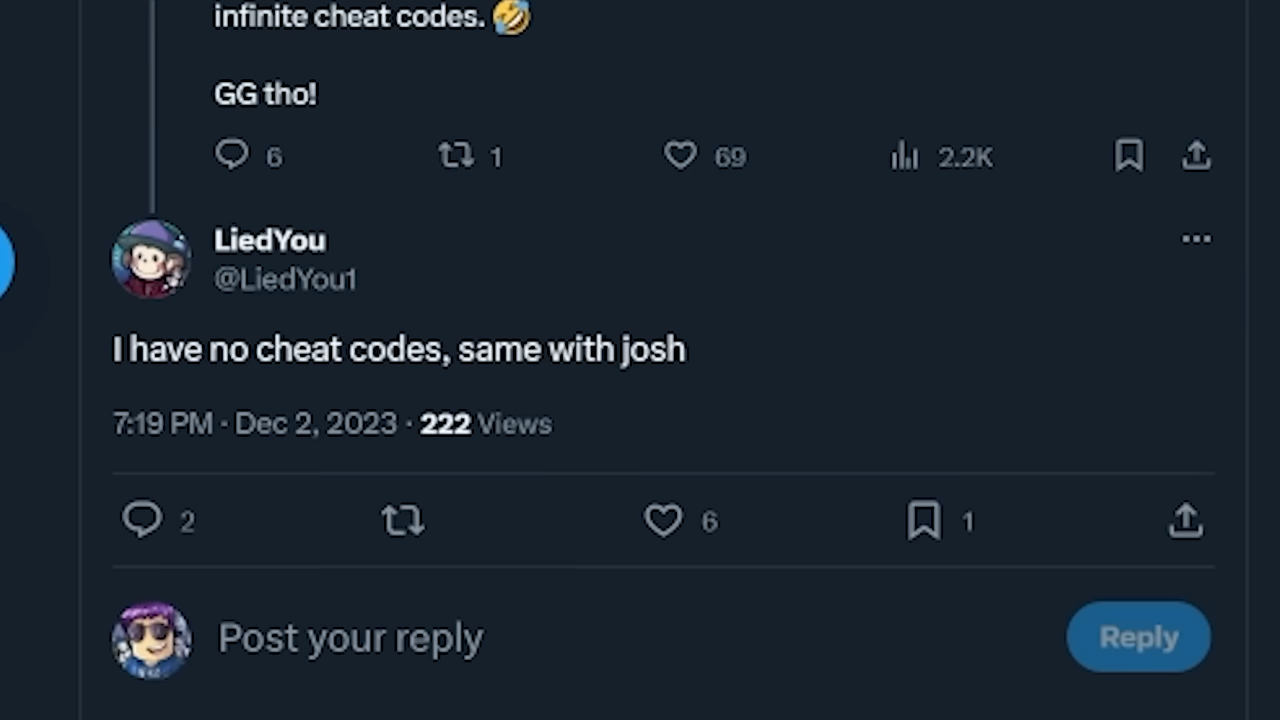 infinite cheat codes. 🤣
GG tho!
6 1 69 2.2K
LiedYou
@LiedYou1
I have no cheat codes, same with josh
7:19 PM · Dec 2, 2023 · 222 Views
2 6 1
Post your reply Reply